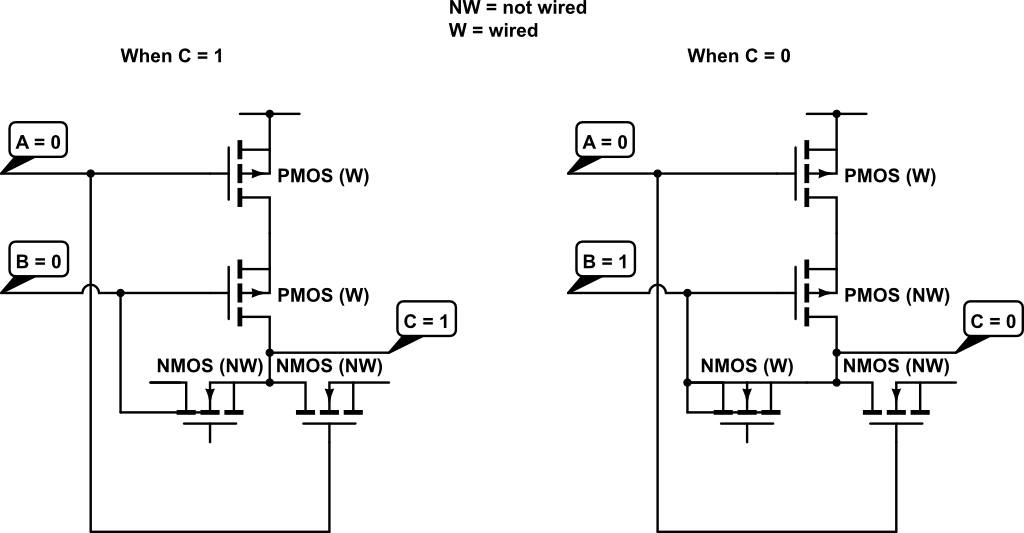 NW = not wired
W = wired
When C = 1
When C = 0
A = 0
A = 0
PMOS (W)
PMOS (W)
B = 0
B = 1
PMOS (W)
PMOS (NW)
C = 1
C = 0
NMOS (NW)
NMOS (NW)
NMOS (W)
NMOS (NW)